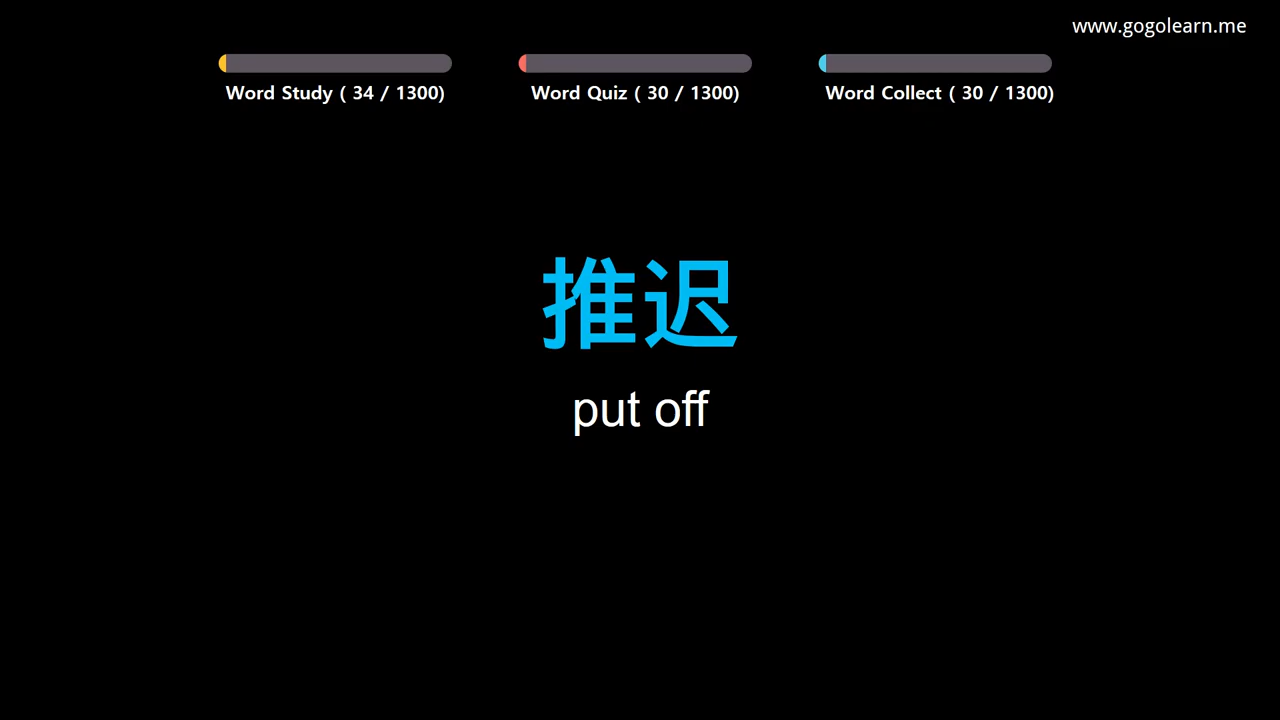 www.gogolearn.me
Word Study ( 34 / 1300)
Word Quiz ( 30 / 1300)
Word Collect ( 30 / 1300)
推迟
put off